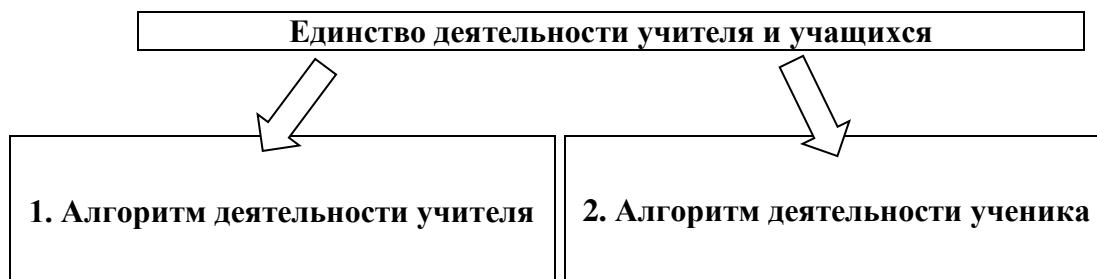 Единство деятельности учителя и учащихся
1. Алгоритм деятельности учителя
2. Алгоритм деятельности ученика